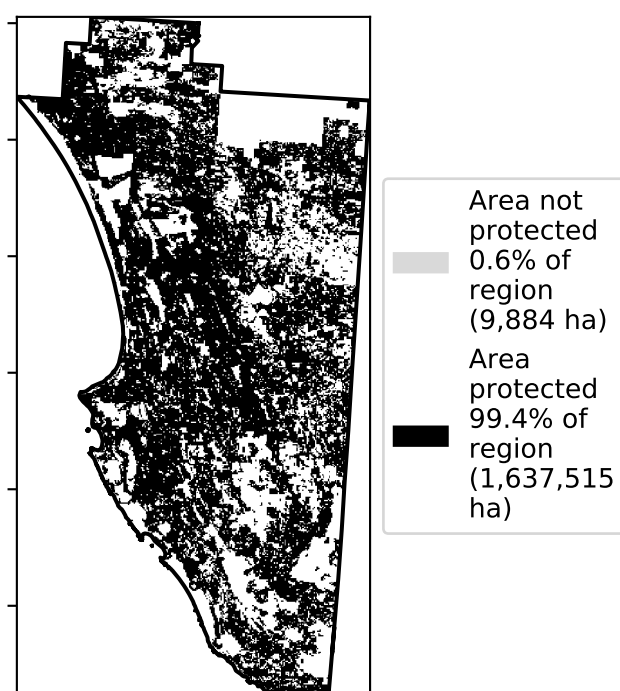 Area not
protected
0.6% of
region
(9,884 ha)
Area
protected
99.4% of
region
(1,637,515
ha)